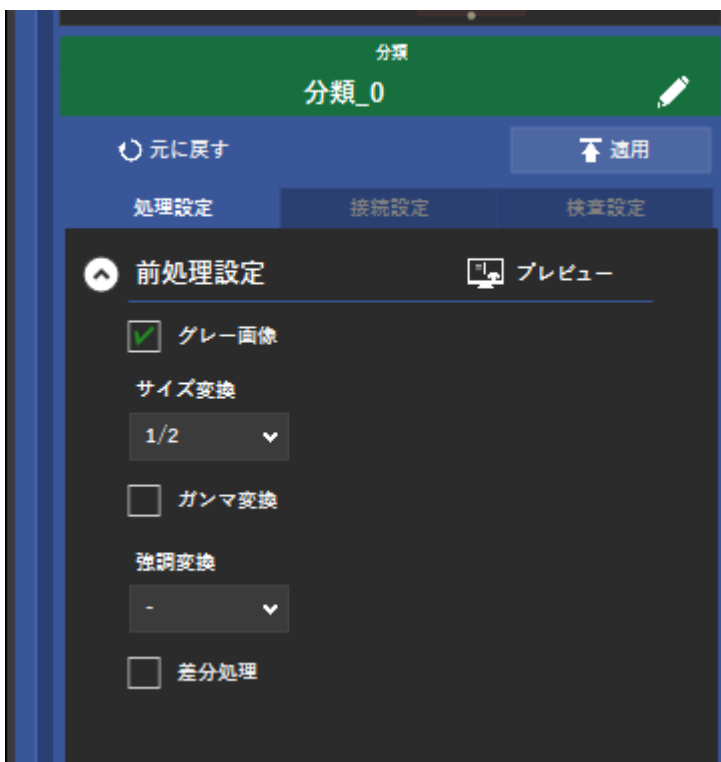 分類
分類_0
元に戻す
適用
処理設定 接続設定 検査設定
前処理設定 プレビュー
グレー画像
サイズ変換
1/2
ガンマ変換
強調変換
-
差分処理